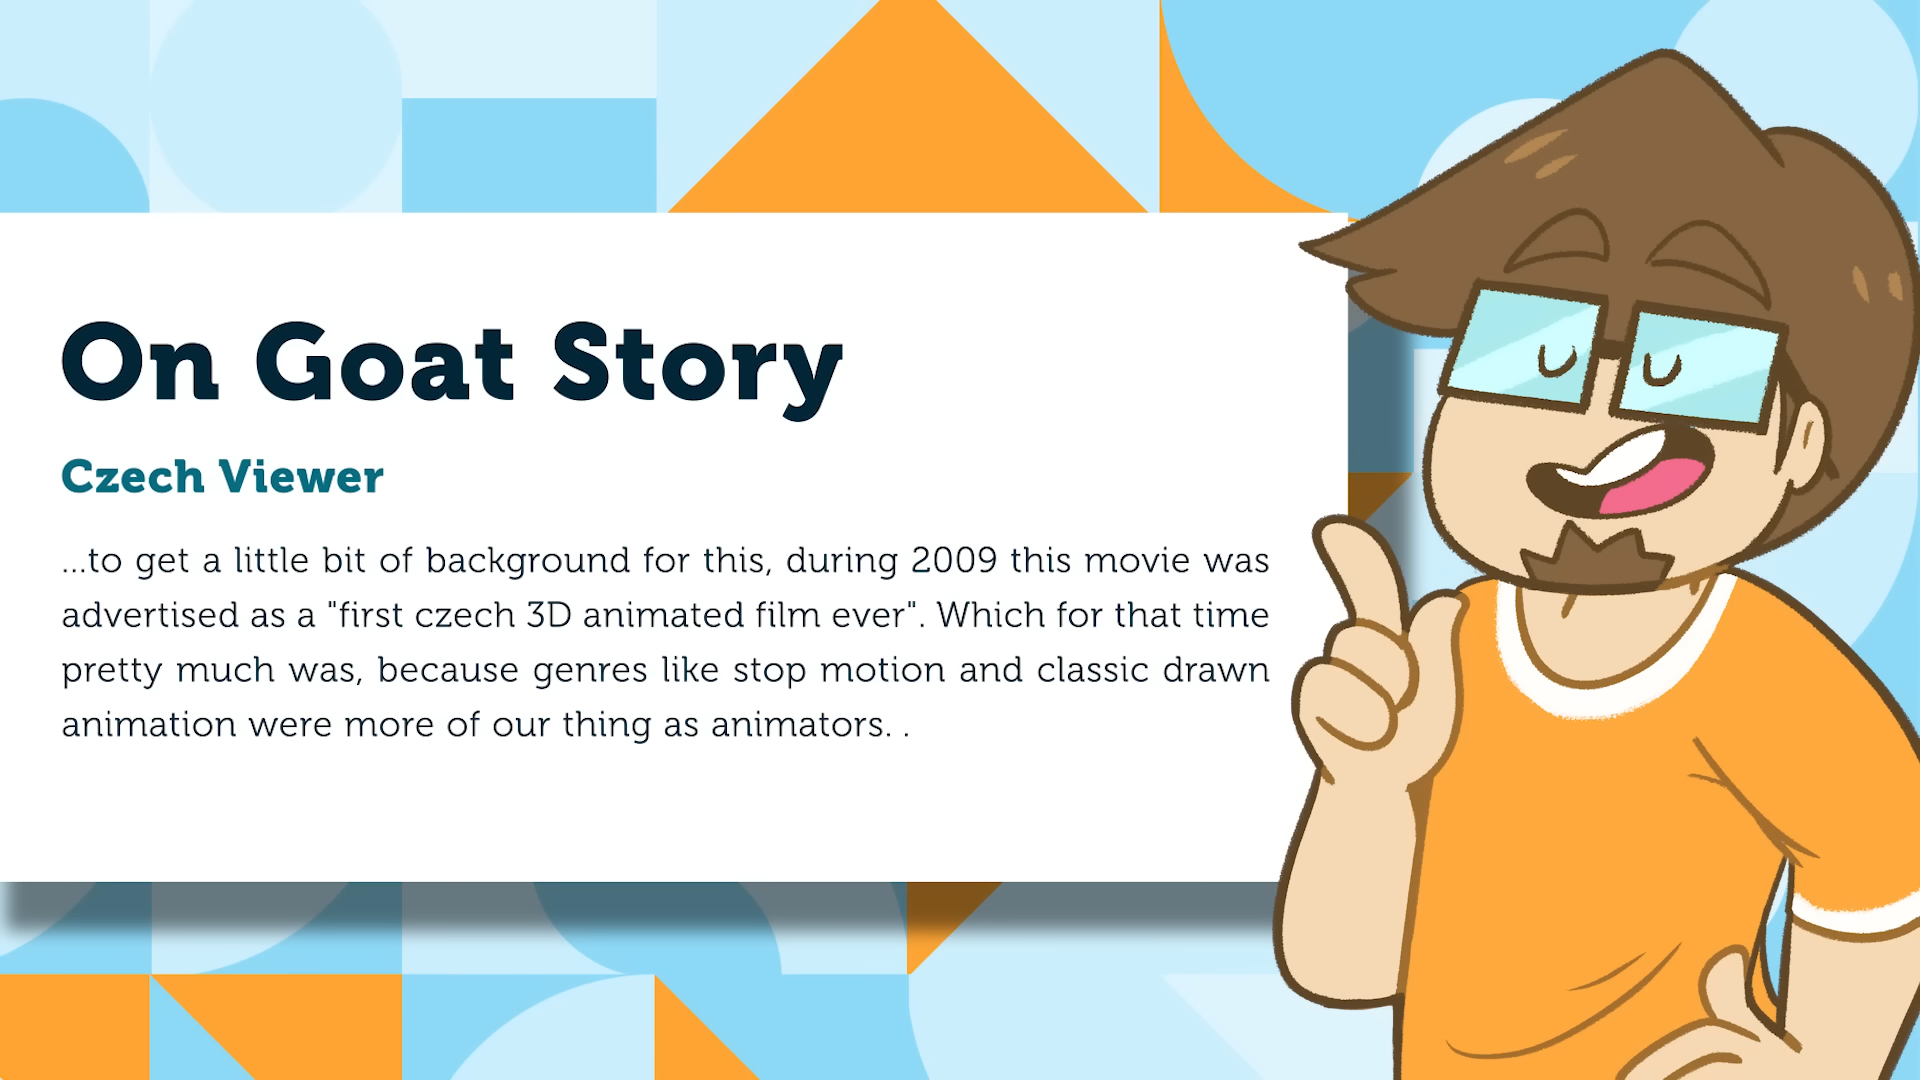 On Goat Story
Czech Viewer
...to get a little bit of background for this, during 2009 this movie was
advertised as a "first czech 3D animated film ever". Which for that time
pretty much was, because genres like stop motion and classic drawn
animation were more of our thing as animators. .